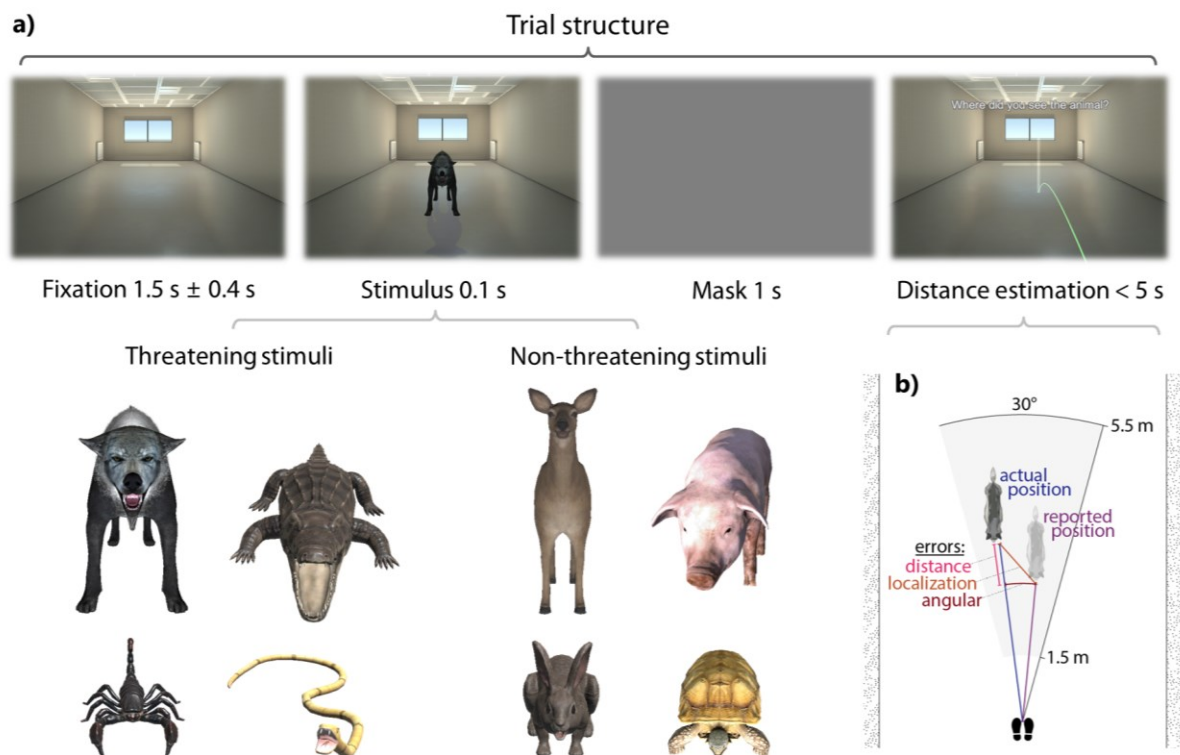 a)
Trial structure
Where did you see the animal?
Fixation 1.5 s ± 0.4 s
Stimulus 0.1 s
Mask 1 s
Distance estimation < 5 s
Threatening stimuli
Non-threatening stimuli
b)
30°
5.5 m
actual
position
reported
position
errors:
distance
localization
angular
1.5 m